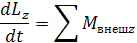 dL_z/dt = ∑ M_внешz